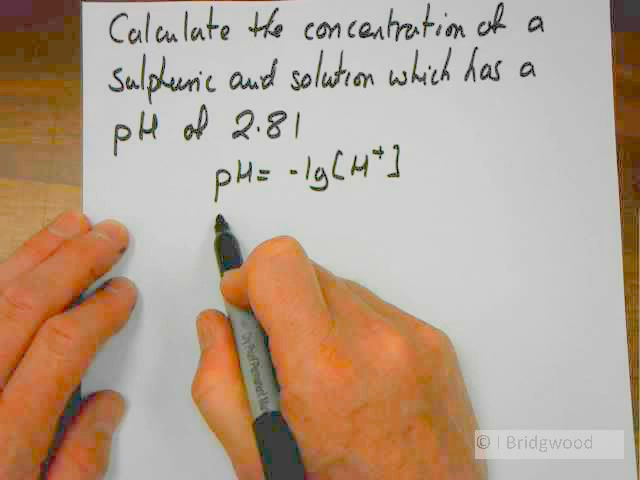 Calculate the concentration of a
sulphuric acid solution which has a
pH of 2.81
pH = -lg[H⁺]
© I Bridgwood